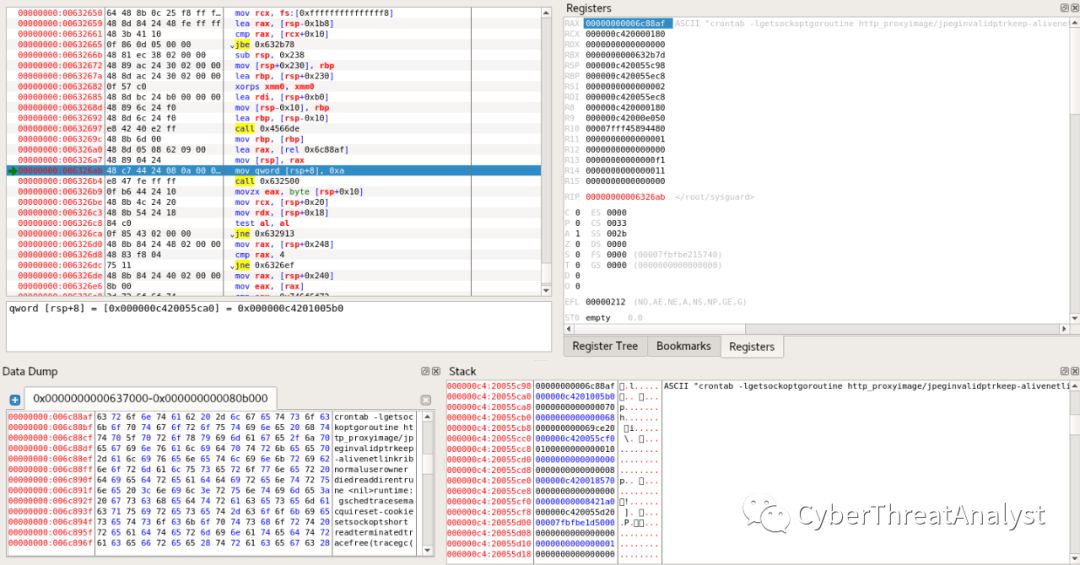 00000000:00632650 64 48 8b 0c 25 f8 ff f… mov rcx, fs:[0xfffffffffffffff8]
00000000:00632659 48 8d 84 24 48 fe ff ff lea rax, [rsp-0x1b8]
00000000:00632661 48 3b 41 10 cmp rax, [rcx+0x10]
00000000:00632665 0f 86 0d 05 00 00 jbe 0x632b78
00000000:0063266b 48 81 ec 38 02 00 00 sub rsp, 0x238
00000000:00632672 48 89 ac 24 30 02 00 00 mov [rsp+0x230], rbp
00000000:0063267a 48 8d ac 24 30 02 00 00 lea rbp, [rsp+0x230]
00000000:00632682 0f 57 c0 xorps xmm0, xmm0
00000000:00632685 48 8d bc 24 b0 00 00 00 lea rdi, [rsp+0xb0]
00000000:0063268d 48 89 6c 24 f0 mov [rsp-0x10], rbp
00000000:00632692 48 8d 6c 24 f0 lea rbp, [rsp-0x10]
00000000:00632697 e8 42 40 e2 ff call 0x4566de
00000000:0063269c 48 8b 6d 00 mov rbp, [rbp]
00000000:006326a0 48 8d 05 08 62 09 00 lea rax, [rel 0x6c88af]
00000000:006326a7 48 89 04 24 mov [rsp], rax
00000000:006326ab 48 c7 44 24 08 0a 00 0… mov qword [rsp+8], 0xa
00000000:006326b4 e8 47 fe ff ff call 0x632500
00000000:006326b9 0f b6 44 24 10 movzx eax, byte [rsp+0x10]
00000000:006326be 48 8b 4c 24 20 mov rcx, [rsp+0x20]
00000000:006326c3 48 8b 54 24 18 mov rdx, [rsp+0x18]
00000000:006326c8 84 c0 test al, al
00000000:006326ca 0f 85 43 02 00 00 jne 0x632913
00000000:006326d0 48 8b 84 24 48 02 00 00 mov rax, [rsp+0x248]
00000000:006326d8 48 83 f8 04 cmp rax, 4
00000000:006326dc 75 11 jne 0x6326ef
00000000:006326de 48 8b 84 24 40 02 00 00 mov rax, [rsp+0x240]
00000000:006326e6 8b 00 mov eax, [rax]
qword [rsp+8] = [0x000000c420055ca0] = 0x000000c4201005b0
Registers
RAX 00000000006c88af ASCII "crontab -lgetsockoptgoroutine http_proxyimage/jpeginvalidptrkeep-alivenet
RCX 000000c420000180
RDX 0000000000000000
RBX 0000000000632b7d
RSP 000000c420055c98
RBP 000000c420055ec8
RSI 0000000000000002
RDI 000000c420055ec8
R8 000000c420000180
R9 000000c42000e050
R10 00007fff45894480
R11 0000000000000001
R12 0000000000000000
R13 00000000000000f1
R14 0000000000000011
R15 0000000000000000
RIP 00000000006326ab </root/sysguard>
C 0 ES 0000
P 0 CS 0033
A 1 SS 002b
Z 0 DS 0000
S 0 FS 0000 (00007fbfbe215740)
T 0 GS 0000 (0000000000000000)
D 0
O 0
EFL 00000212 (NO,AE,NE,A,NS,NP,GE,G)
ST0 empty 0.0
Register Tree Bookmarks Registers
Data Dump
0x0000000000637000-0x000000000080b000
00000000:006c88af 63 72 6f 6e 74 61 62 20 2d 6c 67 65 74 73 6f 63 crontab -lgetsoc
00000000:006c88bf 6b 6f 70 74 67 6f 72 6f 75 74 69 6e 65 20 68 74 koptgoroutine ht
00000000:006c88cf 74 70 5f 70 72 6f 78 79 69 6d 61 67 65 2f 6a 70 tp_proxyimage/jp
00000000:006c88df 65 67 69 6e 76 61 6c 69 64 70 74 72 6b 65 65 70 eginvalidptrkeep
00000000:006c88ef 2d 61 6c 69 76 65 6e 65 74 6c 69 6e 6b 72 69 62 -alivenetlinkrib
00000000:006c88ff 6e 6f 72 6d 61 6c 75 73 65 72 6f 77 6e 65 72 20 normaluserowner
00000000:006c890f 64 69 65 64 72 65 61 64 64 69 72 65 6e 74 72 75 diedreaddirentru
00000000:006c891f 6e 65 20 3c 6e 69 6c 3e 72 75 6e 74 69 6d 65 3a ne <nil>runtime:
00000000:006c892f 20 67 73 63 68 65 64 74 72 61 63 65 73 65 6d 61 gschedtracesema
00000000:006c893f 63 71 75 69 72 65 73 65 74 2d 63 6f 6f 6b 69 65 cquireset-cookie
00000000:006c894f 73 65 74 73 6f 63 6b 6f 70 74 73 68 6f 72 74 20 setsockoptshort
00000000:006c895f 72 65 61 64 74 65 72 6d 69 6e 61 74 65 64 74 72 readterminatedtr
00000000:006c896f 61 63 65 66 72 65 65 28 74 72 61 63 65 67 63 28 acefree(tracegc(
Stack
000000c4:20055c98 00000000006c88af ASCII "crontab -lgetsockoptgoroutine http_proxyimage/jpeginvalidptrkeep-alivenetli
000000c4:20055ca0 000000c4201005b0
000000c4:20055ca8 0000000000000070 p.......
000000c4:20055cb0 0000000000000068 h.......
000000c4:20055cb8 000000000069ce20
000000c4:20055cc0 000000c420055cf0
000000c4:20055cc8 0100000000000010
000000c4:20055cd0 0000000000000000
000000c4:20055cd8 0000000000000008
000000c4:20055ce0 000000c420018570
000000c4:20055ce8 0000000000000000
000000c4:20055cf0 00000000008421a0
000000c4:20055cf8 000000c420055d20
000000c4:20055d00 00007fbfbe1d5000
000000c4:20055d08 0000000000000000
000000c4:20055d10 0000000000000001
000000c4:20055d18 0000000000000000
CyberThreatAnalyst